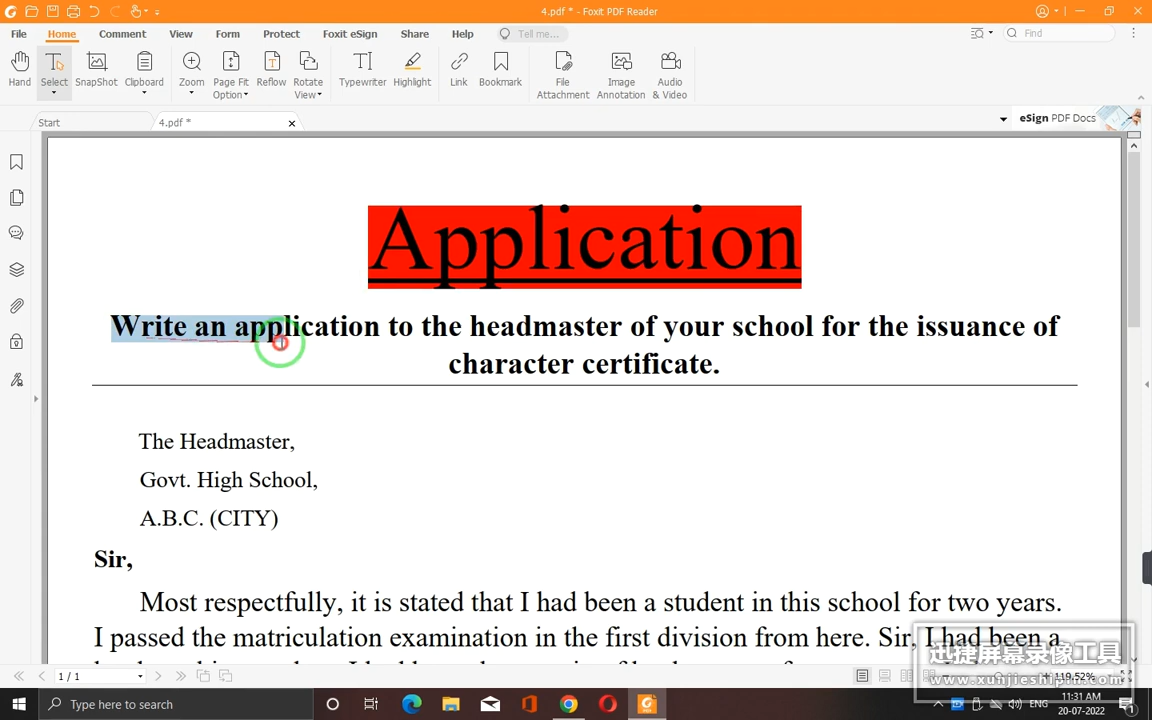 4.pdf * - Foxit PDF Reader
File Home Comment View Form Protect Foxit eSign Share Help Tell me... Find
Hand Select SnapShot Clipboard Zoom Page Fit Option Reflow Rotate View Typewriter Highlight Link Bookmark File Attachment Image Annotation Audio & Video
Start 4.pdf * eSign PDF Docs
Application
Write an application to the headmaster of your school for the issuance of
character certificate.
The Headmaster,
Govt. High School,
A.B.C. (CITY)
Sir,
Most respectfully, it is stated that I had been a student in this school for two years.
I passed the matriculation examination in the first division from here. Sir, I had been a
迅捷屏幕录像工具
www.xunjieshipin.com
1 / 1 119.52%
Type here to search ENG 11:31 AM
20-07-2022